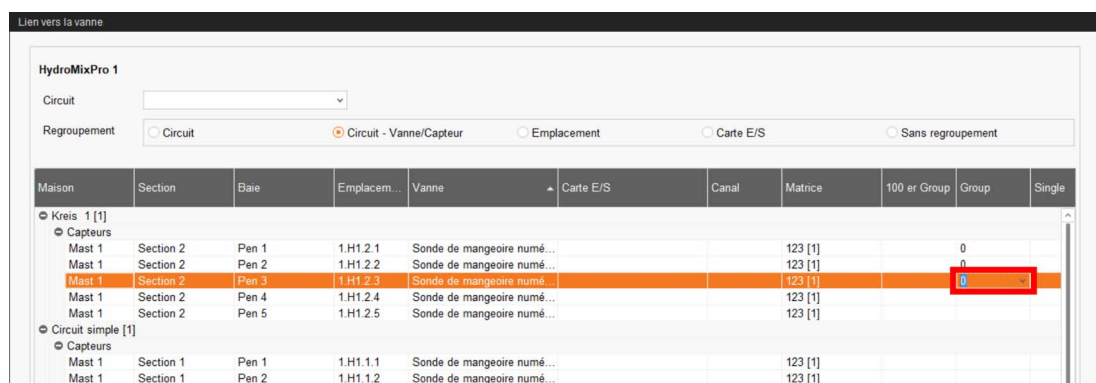 Lien vers la vanne
HydroMixPro 1
Circuit
Regroupement Circuit Circuit - Vanne/Capteur Emplacement Carte E/S Sans regroupement
Maison Section Baie Emplacem... Vanne Carte E/S Canal Matrice 100 er Group Group Single
Kreis 1 [1]
Capteurs
Mast 1 Section 2 Pen 1 1.H1.2.1 Sonde de mangeoire numé... 123 [1] 0
Mast 1 Section 2 Pen 2 1.H1.2.2 Sonde de mangeoire numé... 123 [1] 0
Mast 1 Section 2 Pen 3 1.H1.2.3 Sonde de mangeoire numé... 123 [1] 0
Mast 1 Section 2 Pen 4 1.H1.2.4 Sonde de mangeoire numé... 123 [1]
Mast 1 Section 2 Pen 5 1.H1.2.5 Sonde de mangeoire numé... 123 [1]
Circuit simple [1]
Capteurs
Mast 1 Section 1 Pen 1 1.H1.1.1 Sonde de mangeoire numé... 123 [1]
Mast 1 Section 1 Pen 2 1.H1.1.2 Sonde de mangeoire numé... 123 [1]